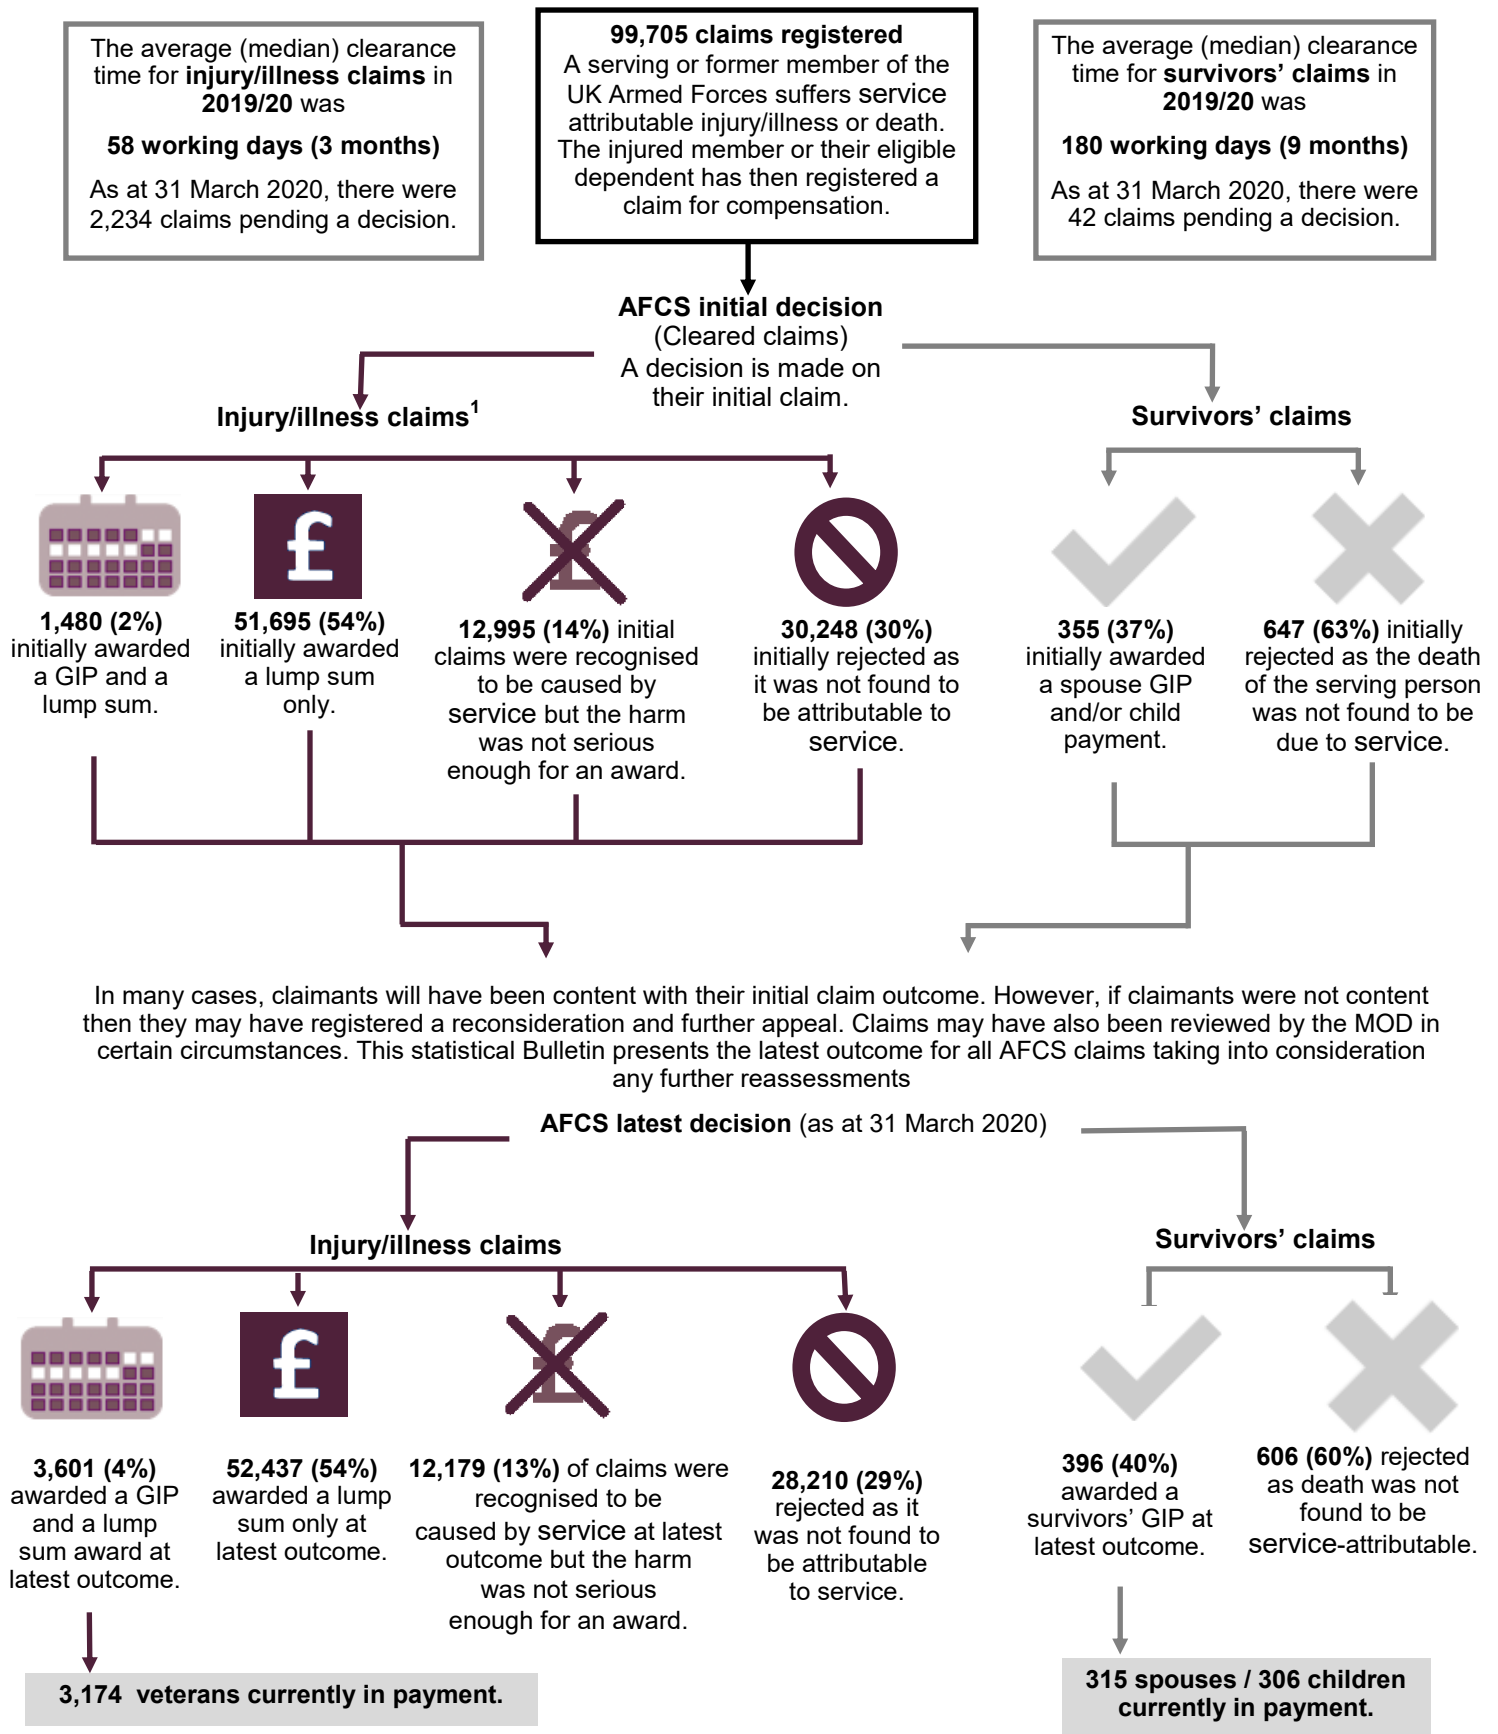 The average (median) clearance
time for injury/illness claims in
2019/20 was
58 working days (3 months)
As at 31 March 2020, there were
2,234 claims pending a decision.
99,705 claims registered
A serving or former member of the
UK Armed Forces suffers service
attributable injury/illness or death.
The injured member or their eligible
dependent has then registered a
claim for compensation.
The average (median) clearance
time for survivors’ claims in
2019/20 was
180 working days (9 months)
As at 31 March 2020, there were
42 claims pending a decision.
AFCS initial decision
(Cleared claims)
A decision is made on
their initial claim.
Injury/illness claims1
Survivors’ claims
£
£
1,480 (2%)
initially awarded
a GIP and a
lump sum.
51,695 (54%)
initially awarded
a lump sum
only.
12,995 (14%) initial
claims were recognised
to be caused by
service but the harm
was not serious
enough for an award.
30,248 (30%)
initially rejected as
it was not found to
be attributable to
service.
355 (37%)
initially awarded
a spouse GIP
and/or child
payment.
647 (63%) initially
rejected as the death
of the serving person
was not found to be
due to service.
In many cases, claimants will have been content with their initial claim outcome. However, if claimants were not content
then they may have registered a reconsideration and further appeal. Claims may have also been reviewed by the MOD in
certain circumstances. This statistical Bulletin presents the latest outcome for all AFCS claims taking into consideration
any further reassessments
AFCS latest decision (as at 31 March 2020)
Injury/illness claims
Survivors’ claims
£
£
3,601 (4%)
awarded a GIP
and a lump
sum award at
latest outcome.
52,437 (54%)
awarded a lump
sum only at
latest outcome.
12,179 (13%) of claims were
recognised to be
caused by service at latest
outcome but the harm
was not serious
enough for an award.
28,210 (29%)
rejected as it
was not found to
be attributable
to service.
396 (40%)
awarded a
survivors’ GIP at
latest outcome.
606 (60%) rejected
as death was not
found to be
service-attributable.
3,174 veterans currently in payment.
315 spouses / 306 children
currently in payment.